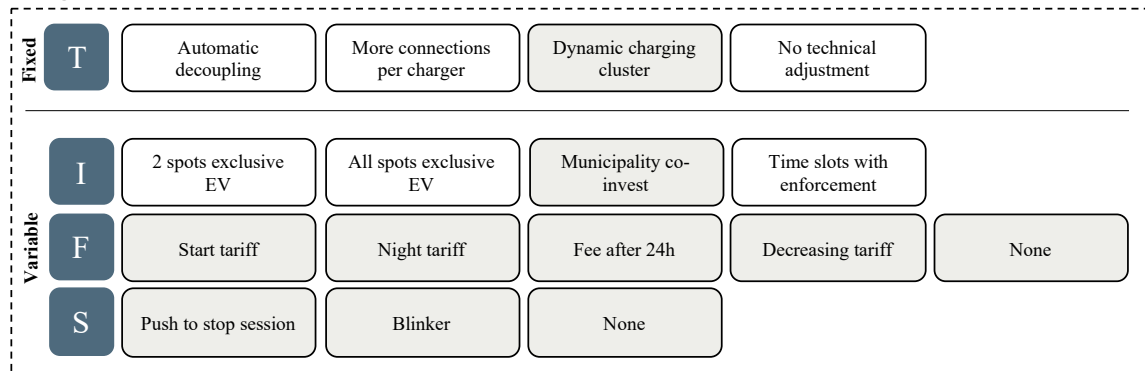 Fixed
T
Automatic
decoupling
More connections
per charger
Dynamic charging
cluster
No technical
adjustment
Variable
I
2 spots exclusive
EV
All spots exclusive
EV
Municipality co-
invest
Time slots with
enforcement
F
Start tariff
Night tariff
Fee after 24h
Decreasing tariff
None
S
Push to stop session
Blinker
None